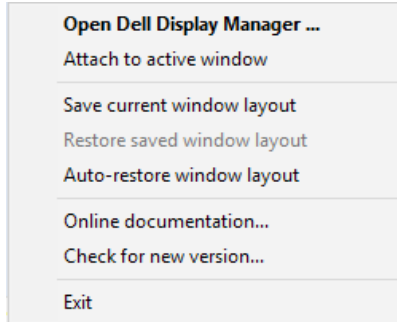 Open Dell Display Manager ...
Attach to active window
Save current window layout
Restore saved window layout
Auto-restore window layout
Online documentation...
Check for new version...
Exit